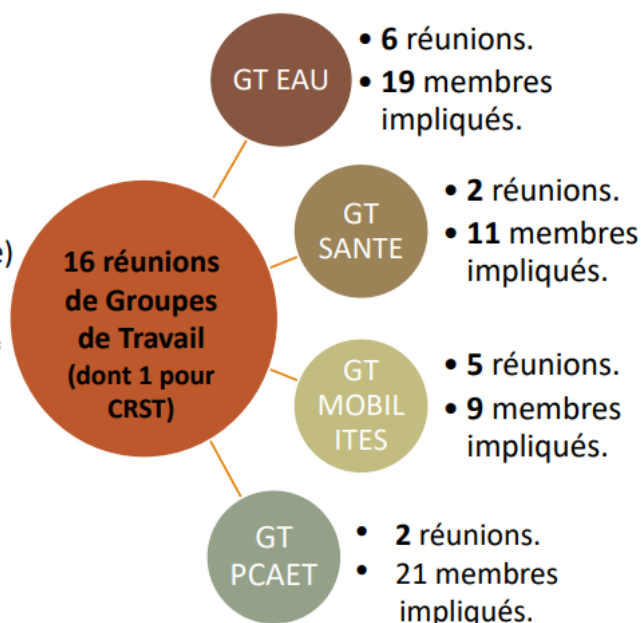 GT EAU
• 6 réunions.
• 19 membres
impliqués.
GT
SANTE
• 2 réunions.
• 11 membres
impliqués.
é)
16 réunions
de Groupes
de Travail
(dont 1 pour
CRST)
GT
MOBIL
ITES
• 5 réunions.
• 9 membres
impliqués.
GT
PCAET
• 2 réunions.
• 21 membres
impliqués.